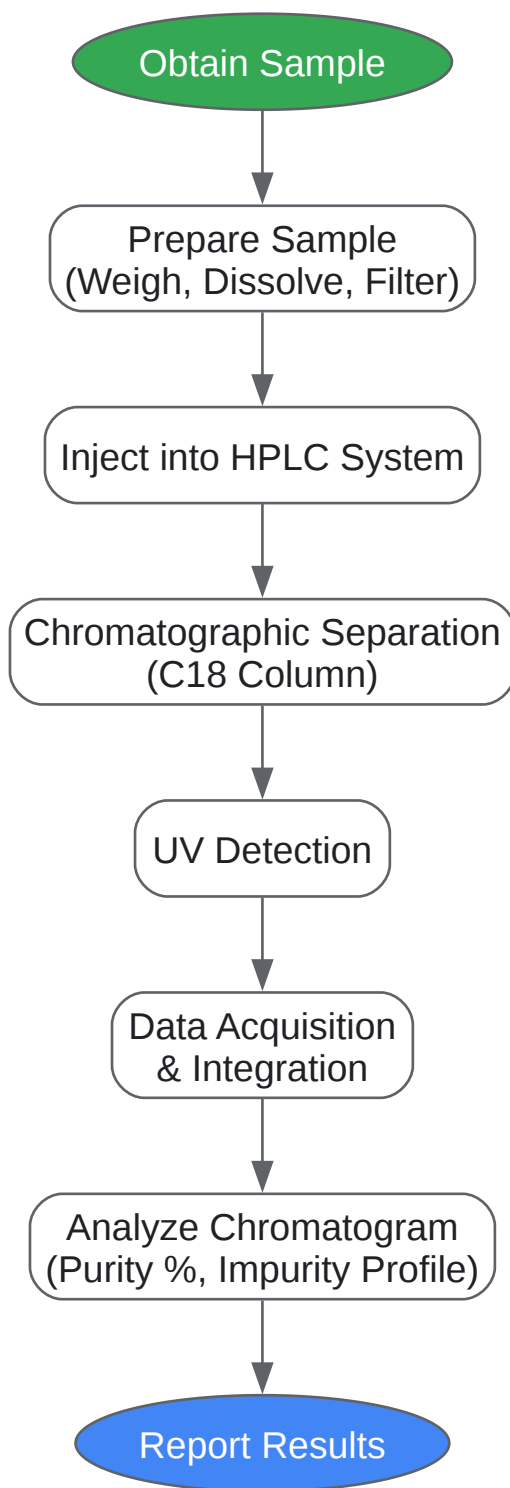 Obtain Sample
Prepare Sample
(Weigh, Dissolve, Filter)
Inject into HPLC System
Chromatographic Separation
(C18 Column)
UV Detection
Data Acquisition
& Integration
Analyze Chromatogram
(Purity %, Impurity Profile)
Report Results